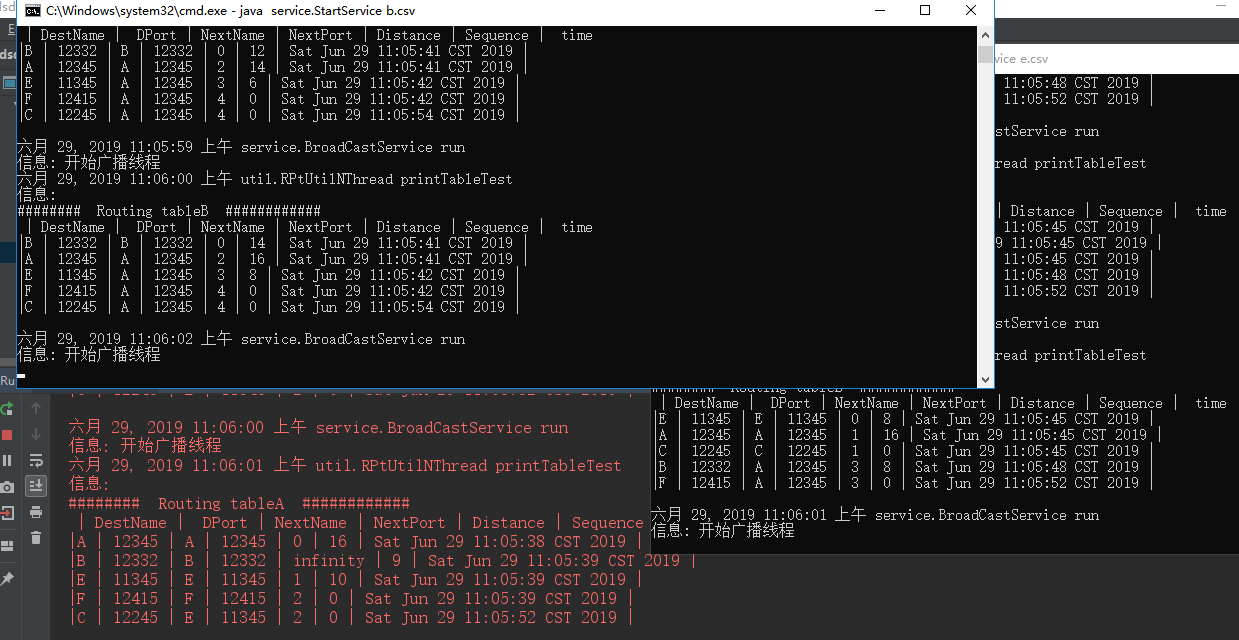 C:\Windows\system32\cmd.exe - java  service.StartService b.csv
| DestName |  DPort | NextName | NextPort | Distance | Sequence |  time
|B | 12332 | B | 12332 | 0 | 12 | Sat Jun 29 11:05:41 CST 2019 |
|A | 12345 | A | 12345 | 2 | 14 | Sat Jun 29 11:05:41 CST 2019 |
|E | 11345 | A | 12345 | 3 | 6 | Sat Jun 29 11:05:42 CST 2019 |
|F | 12415 | A | 12345 | 4 | 0 | Sat Jun 29 11:05:42 CST 2019 |
|C | 12245 | A | 12345 | 4 | 0 | Sat Jun 29 11:05:54 CST 2019 |
六月 29, 2019 11:05:59 上午 service.BroadCastService run
信息: 开始广播线程
六月 29, 2019 11:06:00 上午 util.RPtUtilNThread printTableTest
信息:
########  Routing tableB  ############
| DestName |  DPort | NextName | NextPort | Distance | Sequence |  time
|B | 12332 | B | 12332 | 0 | 14 | Sat Jun 29 11:05:41 CST 2019 |
|A | 12345 | A | 12345 | 2 | 16 | Sat Jun 29 11:05:41 CST 2019 |
|E | 11345 | A | 12345 | 3 | 8 | Sat Jun 29 11:05:42 CST 2019 |
|F | 12415 | A | 12345 | 4 | 0 | Sat Jun 29 11:05:42 CST 2019 |
|C | 12245 | A | 12345 | 4 | 0 | Sat Jun 29 11:05:54 CST 2019 |
六月 29, 2019 11:06:02 上午 service.BroadCastService run
信息: 开始广播线程
vice e.csv
11:05:48 CST 2019 |
11:05:52 CST 2019 |
stService run
read printTableTest
| Distance | Sequence |  time
11:05:45 CST 2019 |
9 11:05:45 CST 2019 |
11:05:45 CST 2019 |
11:05:48 CST 2019 |
11:05:52 CST 2019 |
stService run
read printTableTest
| DestName |  DPort | NextName | NextPort | Distance | Sequence |  time
|E | 11345 | E | 11345 | 0 | 8 | Sat Jun 29 11:05:45 CST 2019 |
|A | 12345 | A | 12345 | 1 | 16 | Sat Jun 29 11:05:45 CST 2019 |
|C | 12245 | C | 12245 | 1 | 0 | Sat Jun 29 11:05:45 CST 2019 |
|B | 12332 | A | 12345 | 3 | 8 | Sat Jun 29 11:05:48 CST 2019 |
|F | 12415 | A | 12345 | 3 | 0 | Sat Jun 29 11:05:52 CST 2019 |
六月 29, 2019 11:06:01 上午 service.BroadCastService run
信息: 开始广播线程
Ru
六月 29, 2019 11:06:00 上午 service.BroadCastService run
信息: 开始广播线程
六月 29, 2019 11:06:01 上午 util.RPtUtilNThread printTableTest
信息:
########  Routing tableA  ############
| DestName |  DPort | NextName | NextPort | Distance | Sequence
|A | 12345 | A | 12345 | 0 | 16 | Sat Jun 29 11:05:38 CST 2019 |
|B | 12332 | B | 12332 | infinity | 9 | Sat Jun 29 11:05:39 CST 2019 |
|E | 11345 | E | 11345 | 1 | 10 | Sat Jun 29 11:05:39 CST 2019 |
|F | 12415 | F | 12415 | 2 | 0 | Sat Jun 29 11:05:39 CST 2019 |
|C | 12245 | E | 11345 | 2 | 0 | Sat Jun 29 11:05:52 CST 2019 |